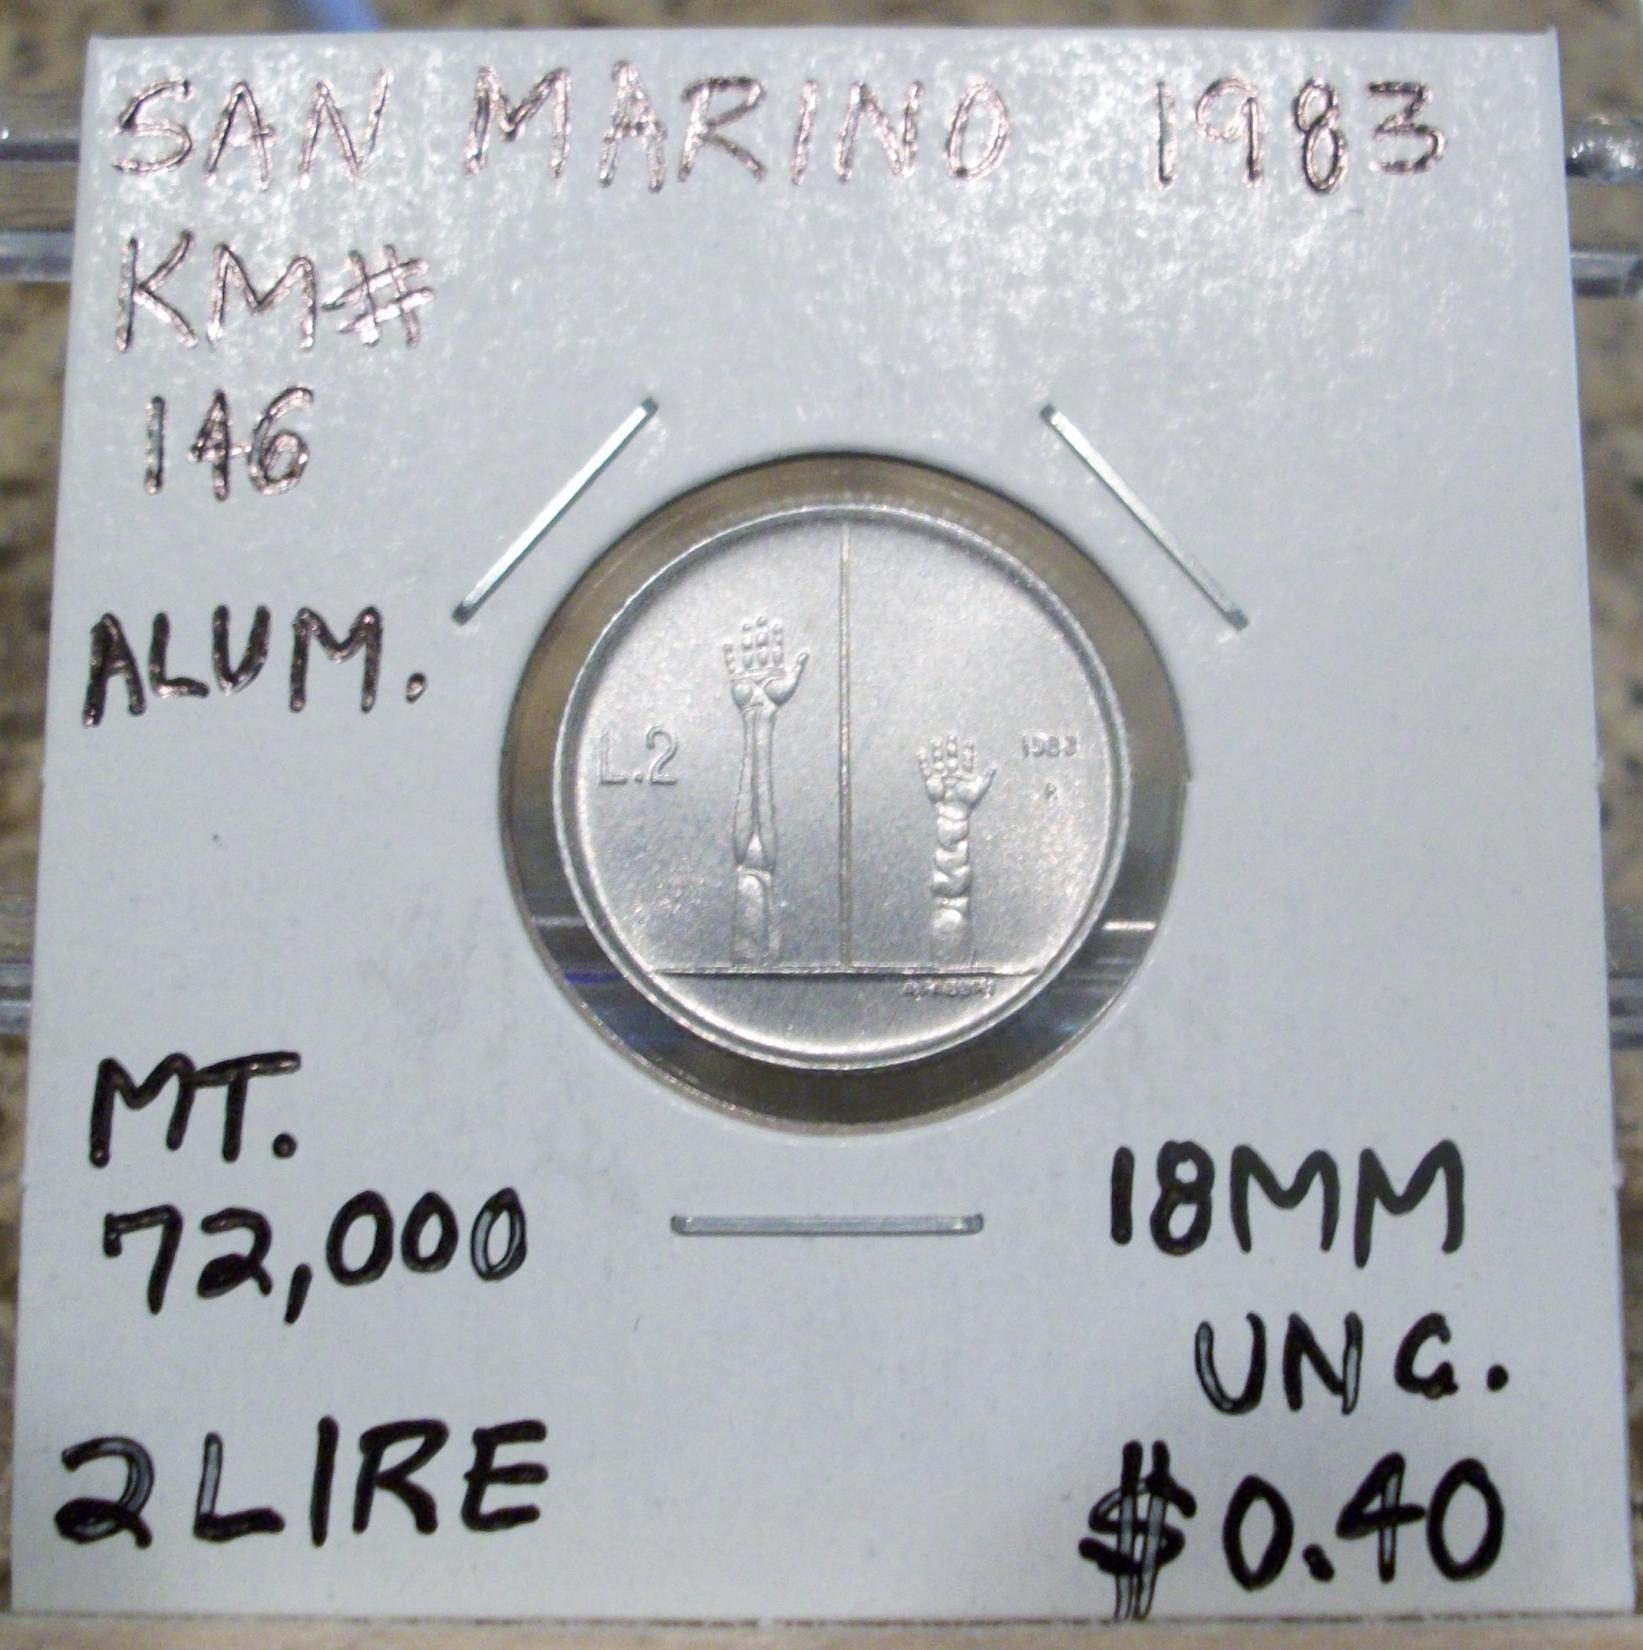 SAN MARINO 1983
KM#
146
ALUM.
L.2
1983
R
MT.
72,000
2 LIRE
18MM
UNC.
$0.40